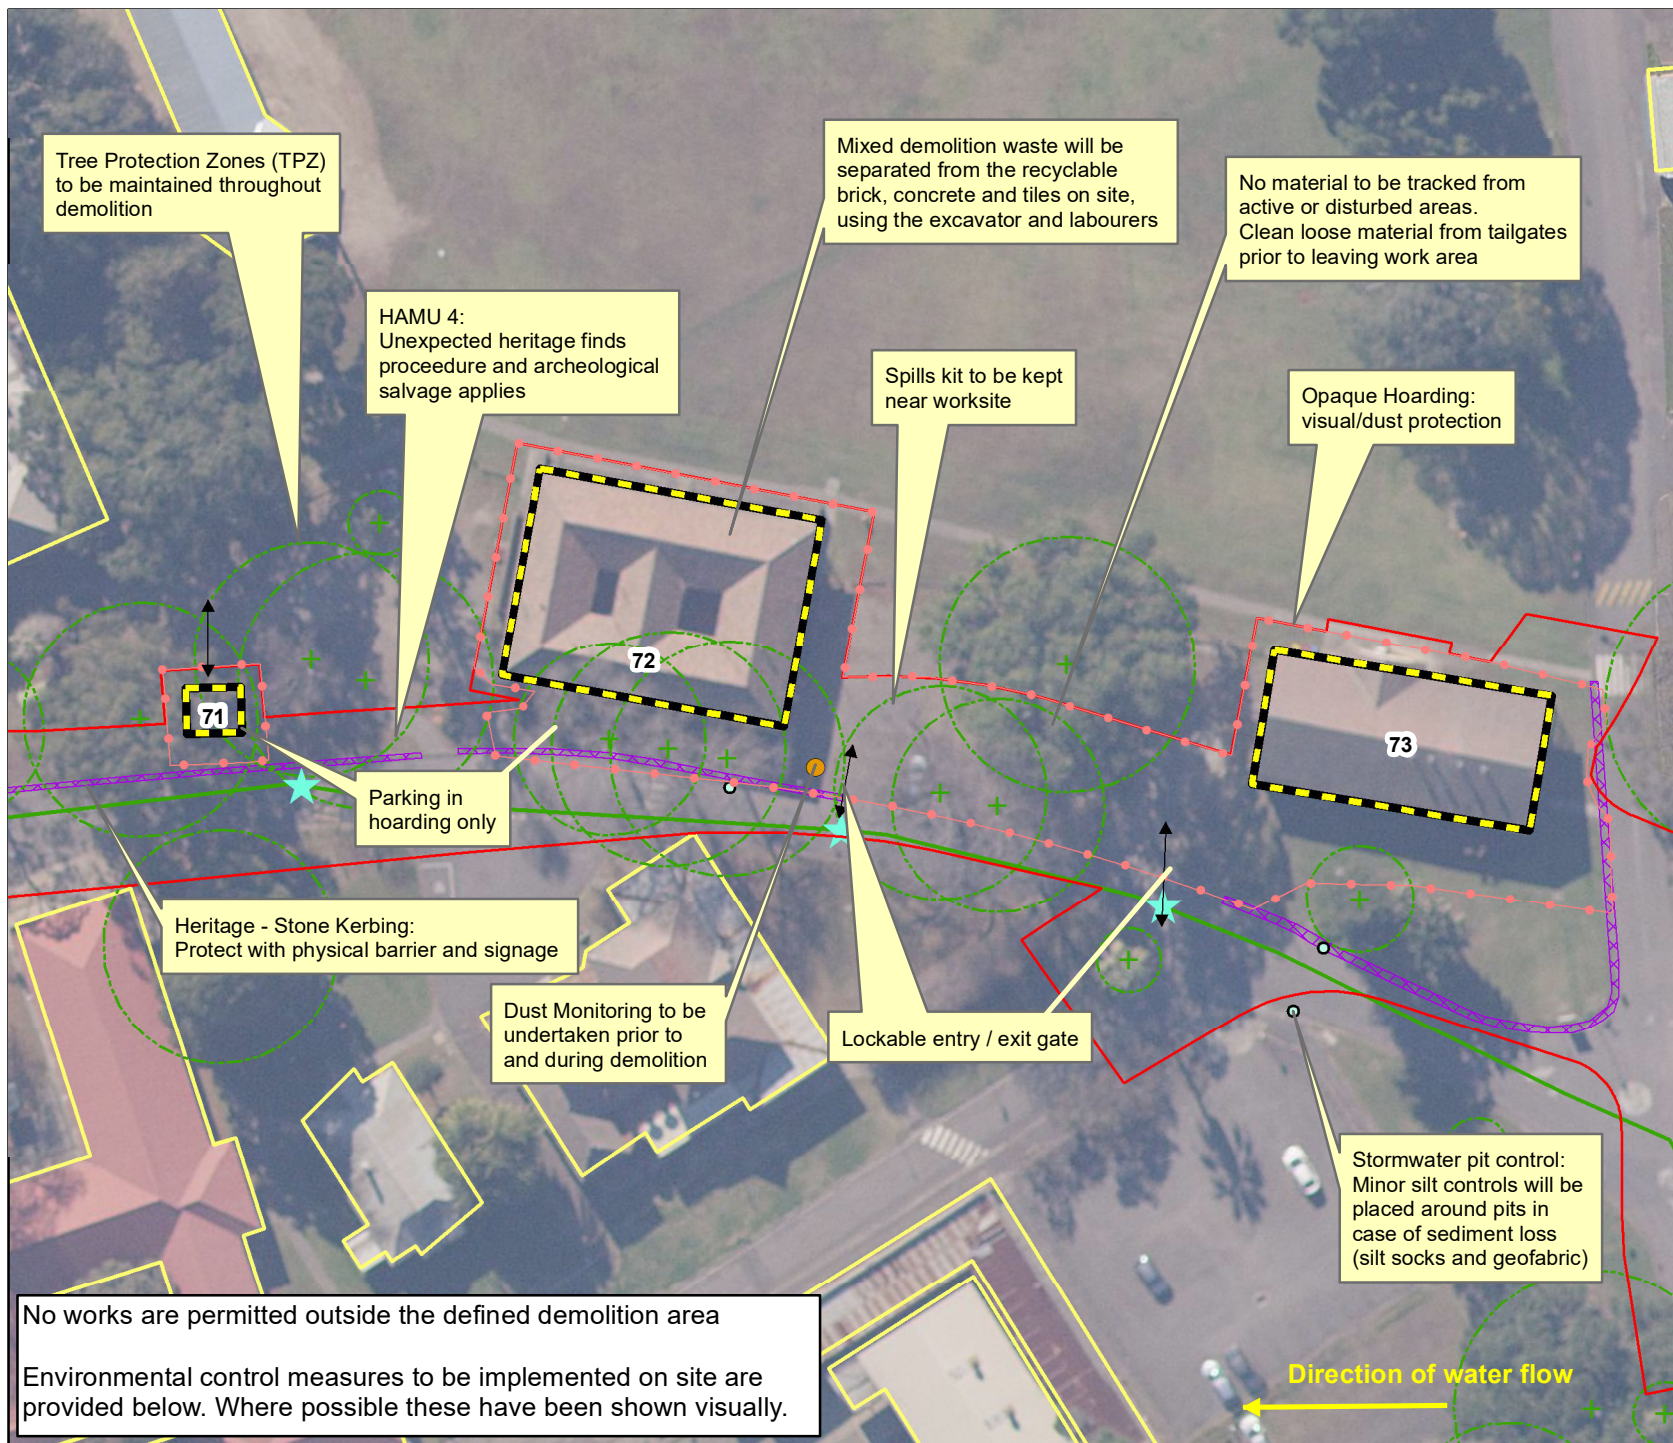 Mixed demolition waste will be
separated from the recyclable
brick, concrete and tiles on site,
using the excavator and labourers
Tree Protection Zones (TPZ)
to be maintained throughout
demolition
No material to be tracked from
active or disturbed areas.
Clean loose material from tailgates
prior to leaving work area
HAMU 4:
Unexpected heritage finds
proceedure and archeological
salvage applies
Spills kit to be kept
near worksite
Opaque Hoarding:
visual/dust protection
72
71
73
Parking in
hoarding only
Heritage - Stone Kerbing:
Protect with physical barrier and signage
Dust Monitoring to be
undertaken prior to
and during demolition
Lockable entry / exit gate
Stormwater pit control:
Minor silt controls will be
placed around pits in
case of sediment loss
(silt socks and geofabric)
No works are permitted outside the defined demolition area
Environmental control measures to be implemented on site are
provided below. Where possible these have been shown visually.
Direction of water flow